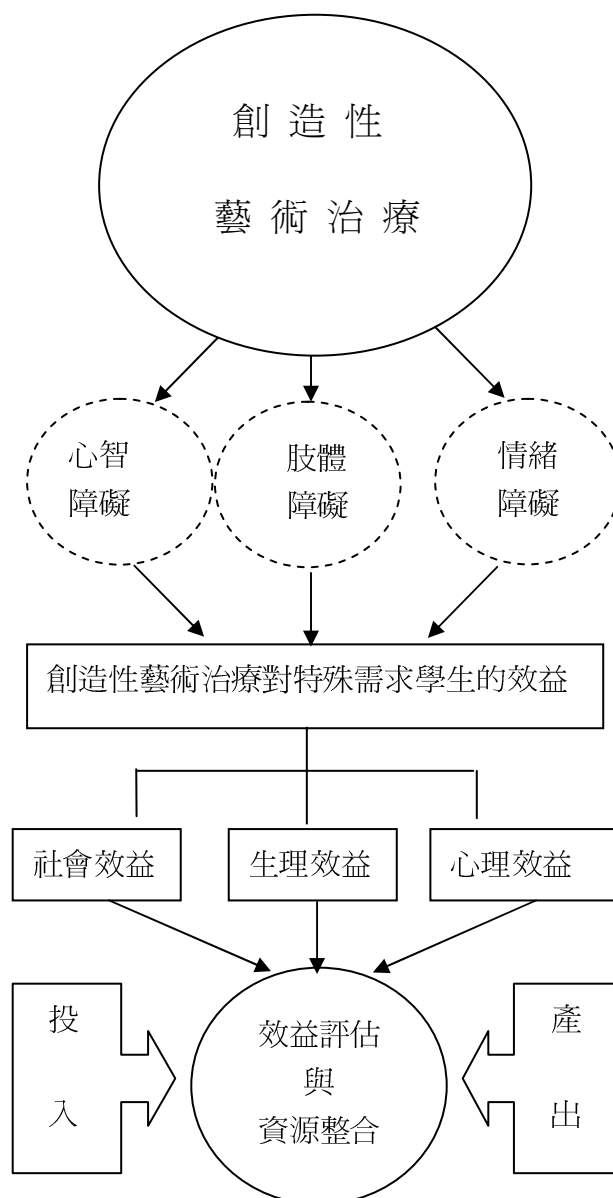 創造性
藝術治療
心智
障礙
肢體
障礙
情緒
障礙
創造性藝術治療對特殊需求學生的效益
社會效益
生理效益
心理效益
投
入
效益評估
與
資源整合
產
出